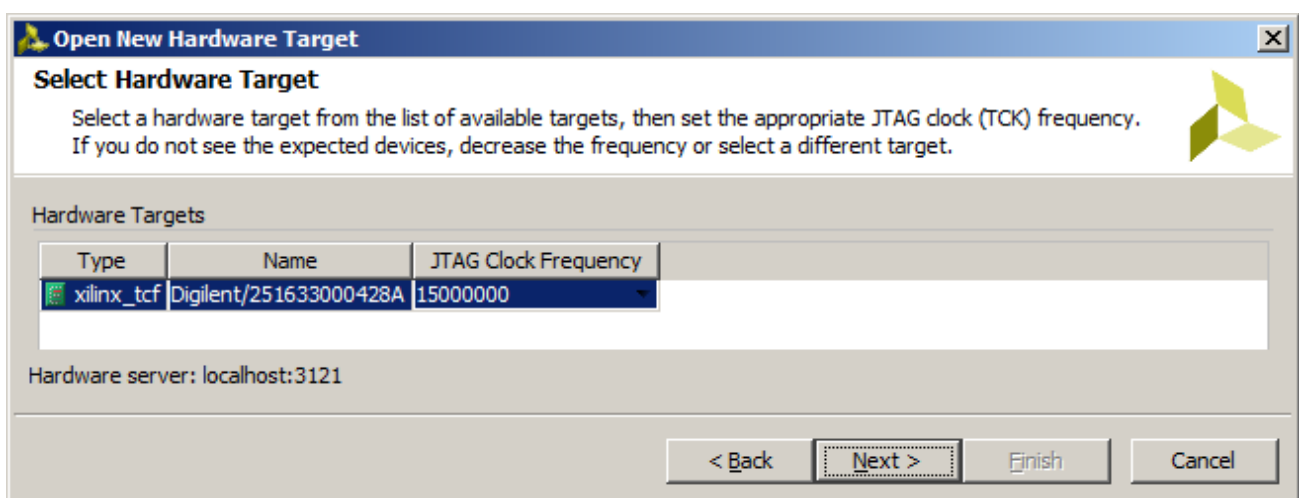 Open New Hardware Target
Select Hardware Target
Select a hardware target from the list of available targets, then set the appropriate JTAG clock (TCK) frequency.
If you do not see the expected devices, decrease the frequency or select a different target.
Hardware Targets
Type Name JTAG Clock Frequency
xilinx_tcf Digilent/251633000428A 15000000
Hardware server: localhost:3121
< Back Next > Finish Cancel